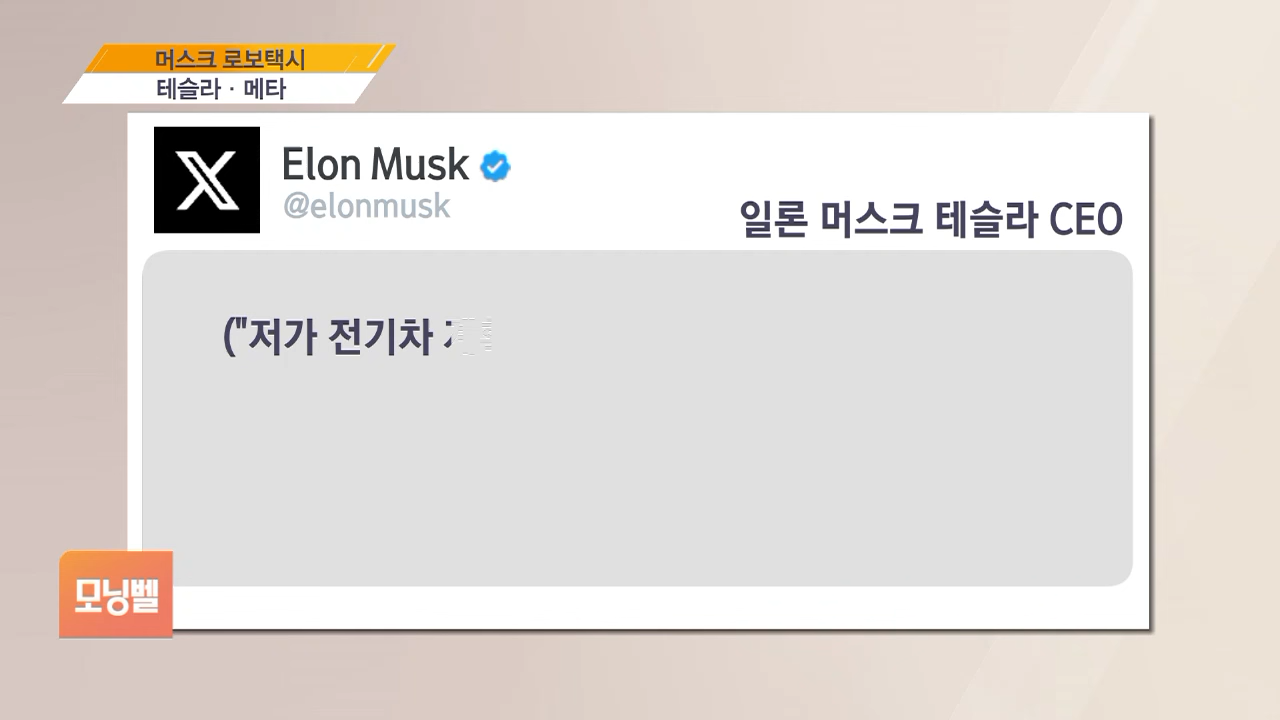 머스크 로보택시
테슬라 · 메타
X
Elon Musk
@elonmusk
일론 머스크 테슬라 CEO
("저가 전기차
모닝벨